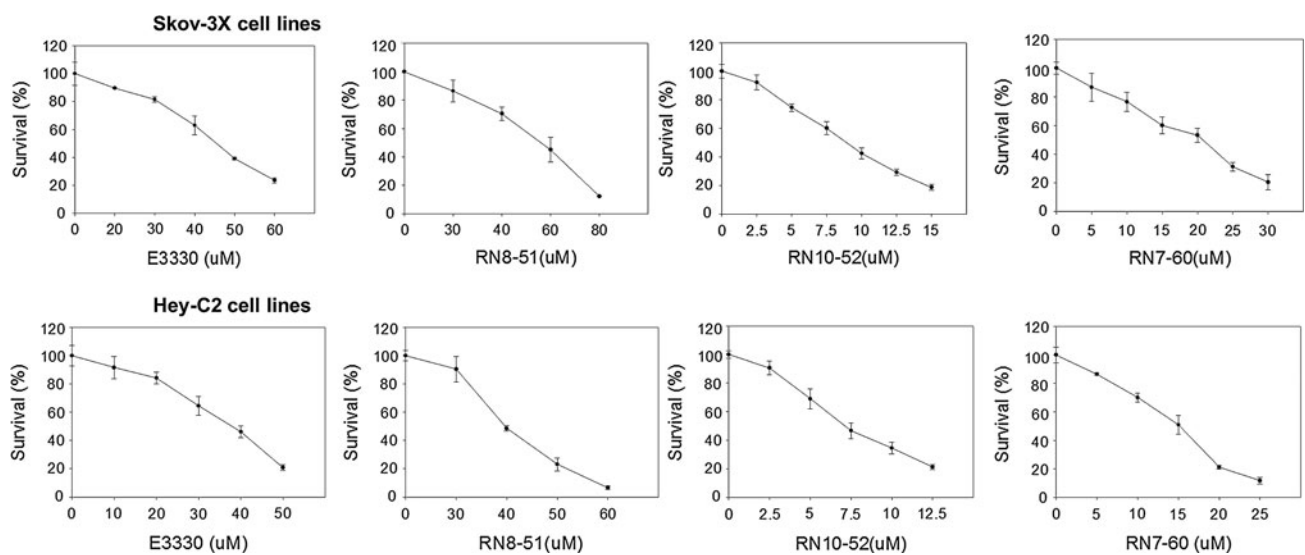 Skov-3X cell lines
120
100
80
60
40
20
0
Survival (%)
0 20 30 40 50 60
E3330 (uM)
120
100
80
60
40
20
0
Survival (%)
0 30 40 60 80
RN8-51(uM)
120
100
80
60
40
20
0
Survival (%)
0 2.5 5 7.5 10 12.5 15
RN10-52(uM)
120
100
80
60
40
20
0
Survival (%)
0 5 10 15 20 25 30
RN7-60(uM)
Hey-C2 cell lines
120
100
80
60
40
20
0
Survival (%)
0 10 20 30 40 50
E3330 (uM)
120
100
80
60
40
20
0
Survival (%)
0 30 40 50 60
RN8-51(uM)
120
100
80
60
40
20
0
Survival (%)
0 2.5 5 7.5 10 12.5
RN10-52(uM)
120
100
80
60
40
20
0
Survival (%)
0 5 10 15 20 25
RN7-60 (uM)